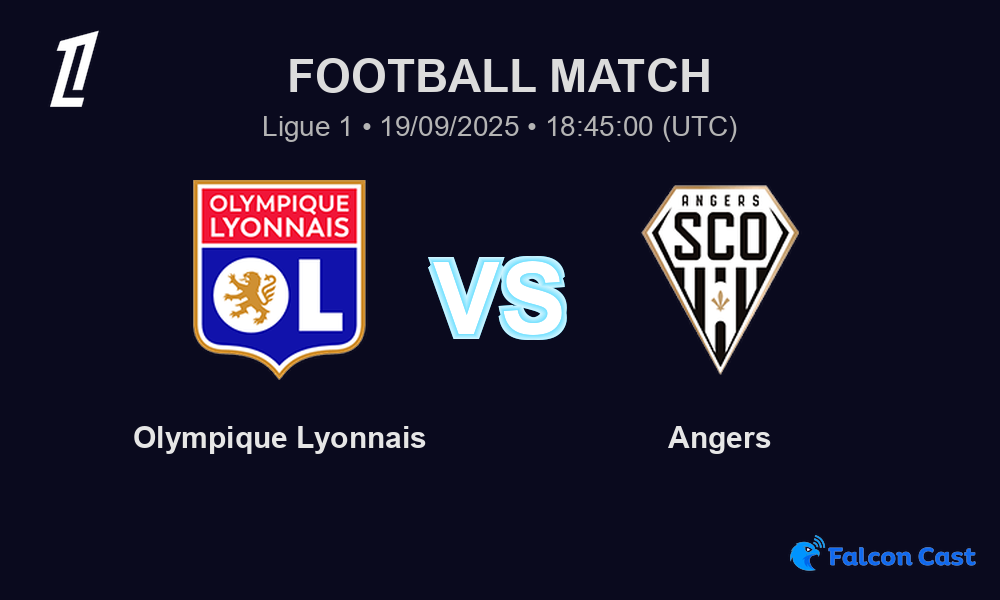 FOOTBALL MATCH
Ligue 1 • 19/09/2025 • 18:45:00 (UTC)
OLYMPIQUE
LYONNAIS
OL
ANGERS
SCO
VS
Olympique Lyonnais
Angers
Falcon Cast